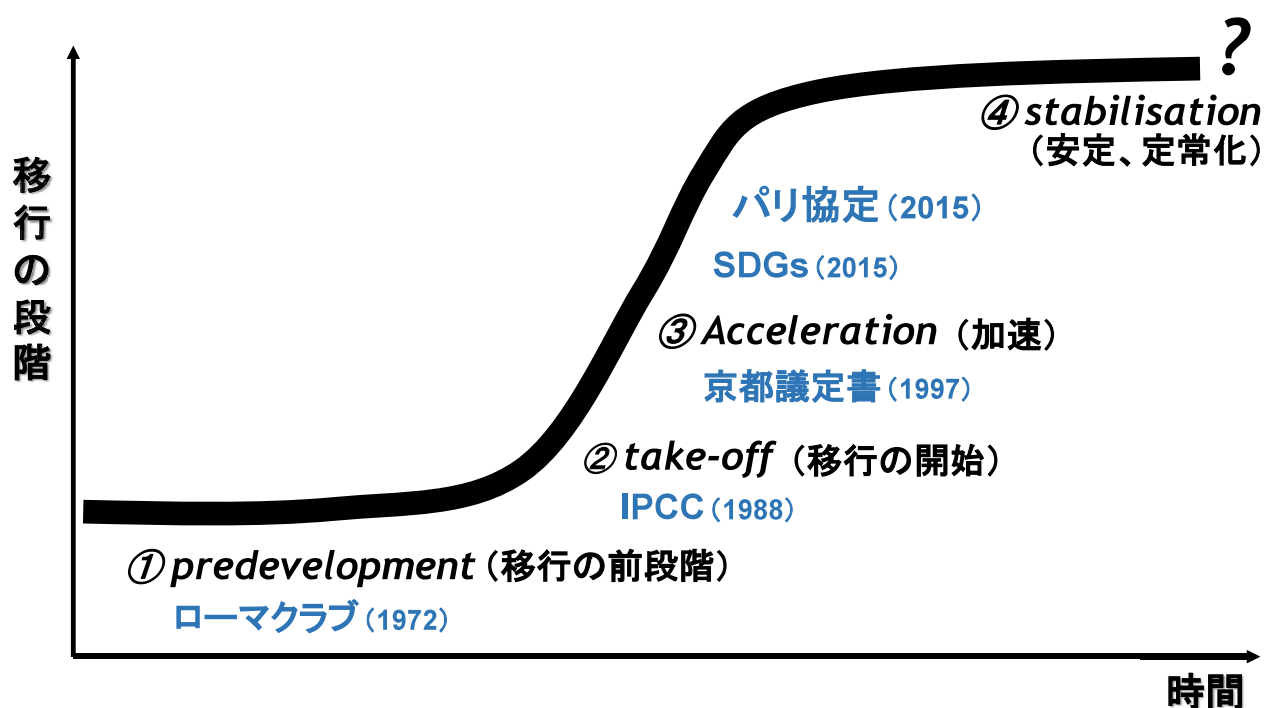 ?
④ stabilisation
（安定、定常化）
移行の段階
パリ協定（2015）
SDGs（2015）
③ Acceleration（加速）
京都議定書（1997）
② take-off（移行の開始）
IPCC（1988）
① predevelopment（移行の前段階）
ローマクラブ（1972）
時間